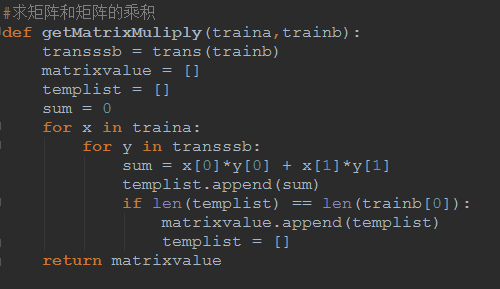 #求矩阵和矩阵的乘积
def getMatrixMuliply(traina,trainb):
    transssb = trans(trainb)
    matrixvalue = []
    templist = []
    sum = 0
    for x in traina:
        for y in transssb:
            sum = x[0]*y[0] + x[1]*y[1]
            templist.append(sum)
            if len(templist) == len(trainb[0]):
                matrixvalue.append(templist)
                templist = []
    return matrixvalue